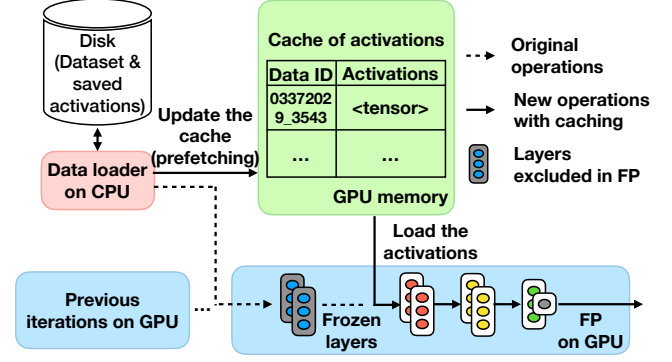 Disk
(Dataset &
saved
activations)
Update the
cache
(prefetching)
Data loader
on CPU
Cache of activations
Data ID Activations
0337202
9_3543
<tensor>
... ...
GPU memory
Original
operations
New operations
with caching
Layers
excluded in FP
Load the
activations
Previous
iterations on GPU
...
Frozen
layers
FP
on GPU